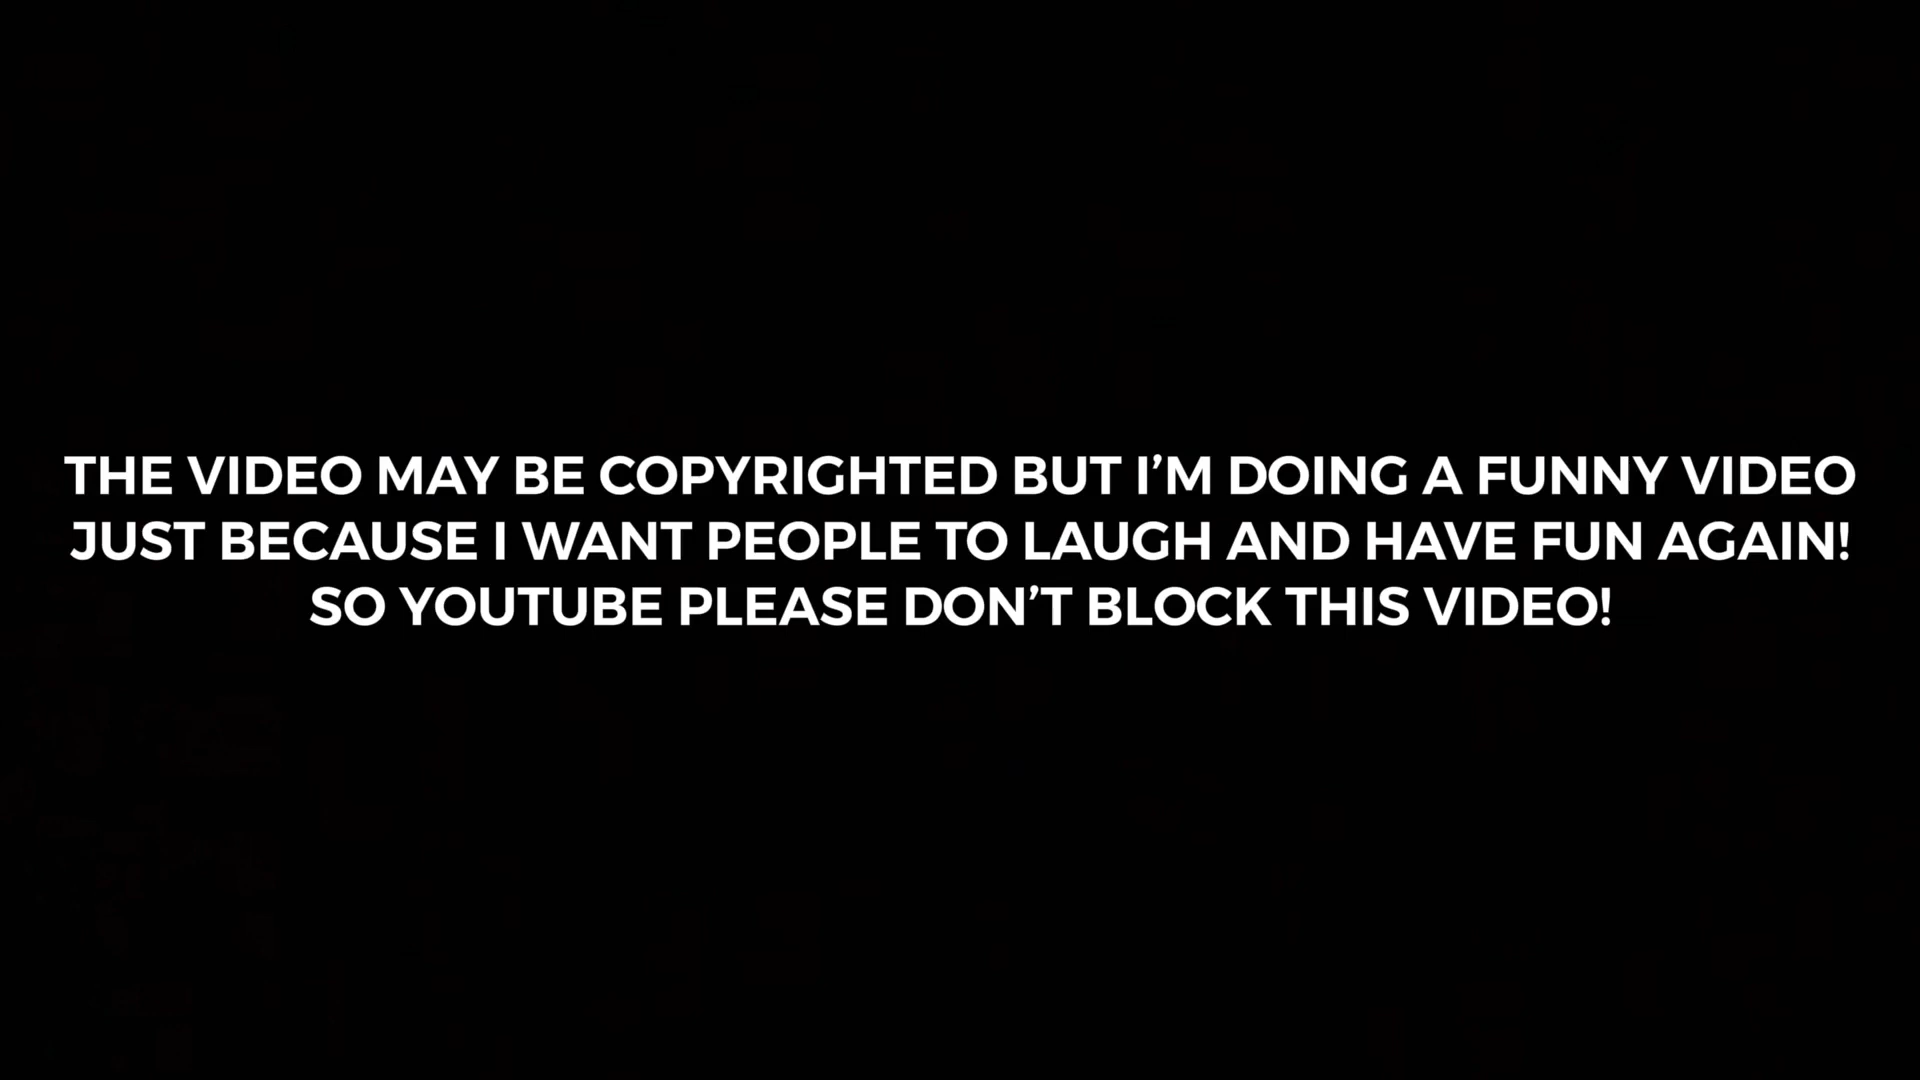 THE VIDEO MAY BE COPYRIGHTED BUT I’M DOING A FUNNY VIDEO
JUST BECAUSE I WANT PEOPLE TO LAUGH AND HAVE FUN AGAIN!
SO YOUTUBE PLEASE DON’T BLOCK THIS VIDEO!